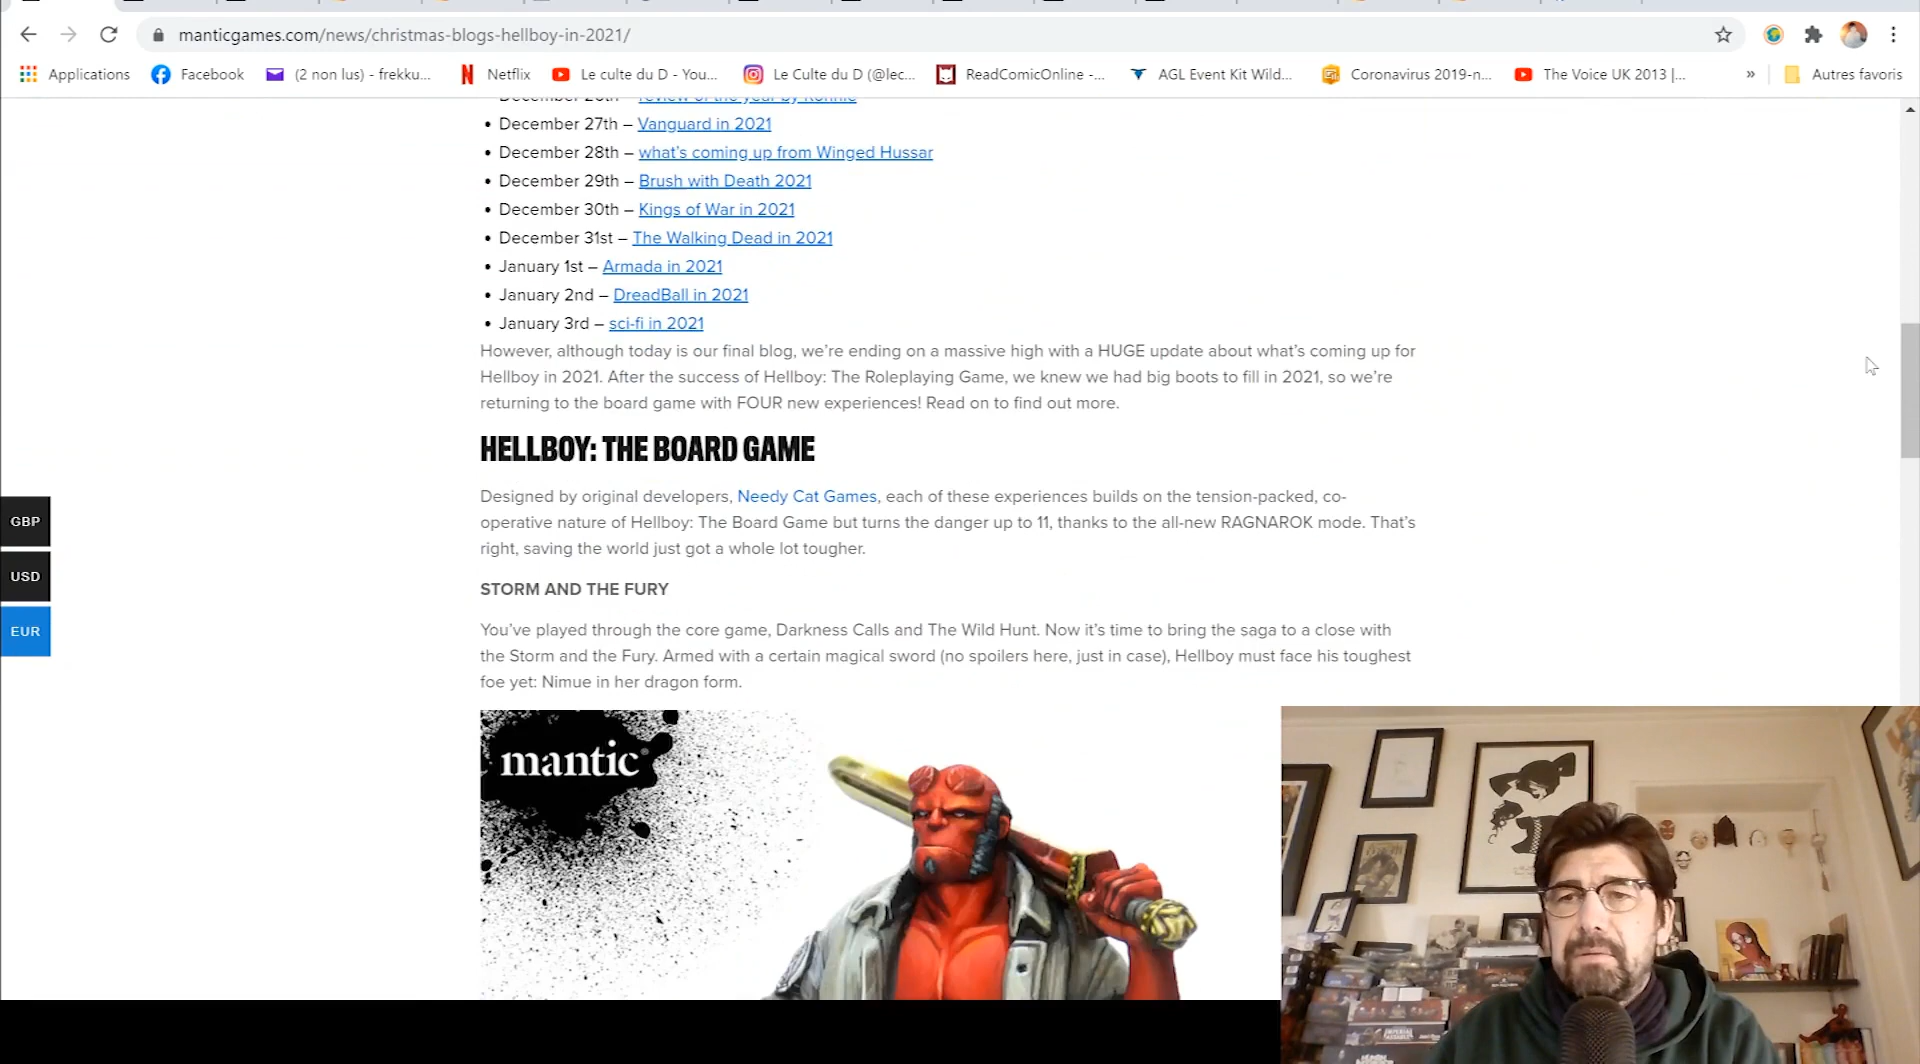 manticgames.com/news/christmas-blogs-hellboy-in-2021/
Applications
Facebook
(2 non lus) - frekku...
Netflix
Le culte du D - You...
Le Culte du D (@lec...
ReadComicOnline -...
AGL Event Kit Wild...
Coronavirus 2019-n...
The Voice UK 2013 |...
»
Autres favoris
December 26th – review of the year by Ronnie
• December 27th – Vanguard in 2021
• December 28th – what's coming up from Winged Hussar
• December 29th – Brush with Death 2021
• December 30th – Kings of War in 2021
• December 31st – The Walking Dead in 2021
• January 1st – Armada in 2021
• January 2nd – DreadBall in 2021
• January 3rd – sci-fi in 2021
However, although today is our final blog, we're ending on a massive high with a HUGE update about what's coming up for
Hellboy in 2021. After the success of Hellboy: The Roleplaying Game, we knew we had big boots to fill in 2021, so we're
returning to the board game with FOUR new experiences! Read on to find out more.
HELLBOY: THE BOARD GAME
Designed by original developers, Needy Cat Games, each of these experiences builds on the tension-packed, co-
operative nature of Hellboy: The Board Game but turns the danger up to 11, thanks to the all-new RAGNAROK mode. That's
right, saving the world just got a whole lot tougher.
STORM AND THE FURY
You've played through the core game, Darkness Calls and The Wild Hunt. Now it's time to bring the saga to a close with
the Storm and the Fury. Armed with a certain magical sword (no spoilers here, just in case), Hellboy must face his toughest
foe yet: Nimue in her dragon form.
GBP
USD
EUR
mantic